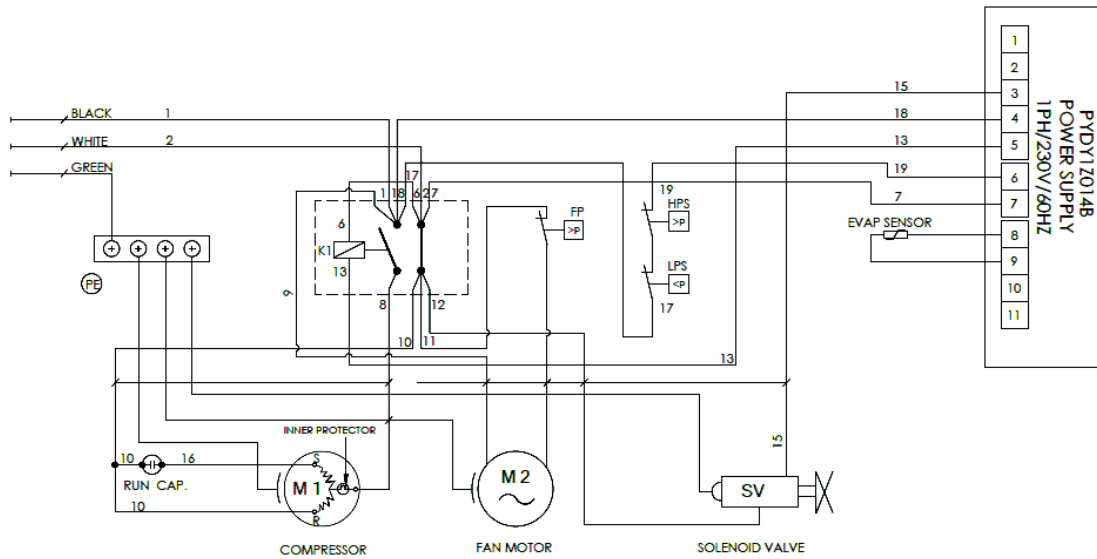 BLACK 1
WHITE 2
GREEN
PE
1 18 17 6 2 7
6
K1
13
8 12
9
10 11
FP
>P
19
HPS
>P
LPS
<P
17
15
18
13
19
7
EVAP SENSOR
13
15
1
2
3
4
5
6
7
8
9
10
11
PYDY1Z014B
POWER SUPPLY
1PH/230V/60HZ
INNER PROTECTOR
10 16
RUN CAP.
10
S
M 1
R
COMPRESSOR
M 2
FAN MOTOR
SV
SOLENOID VALVE